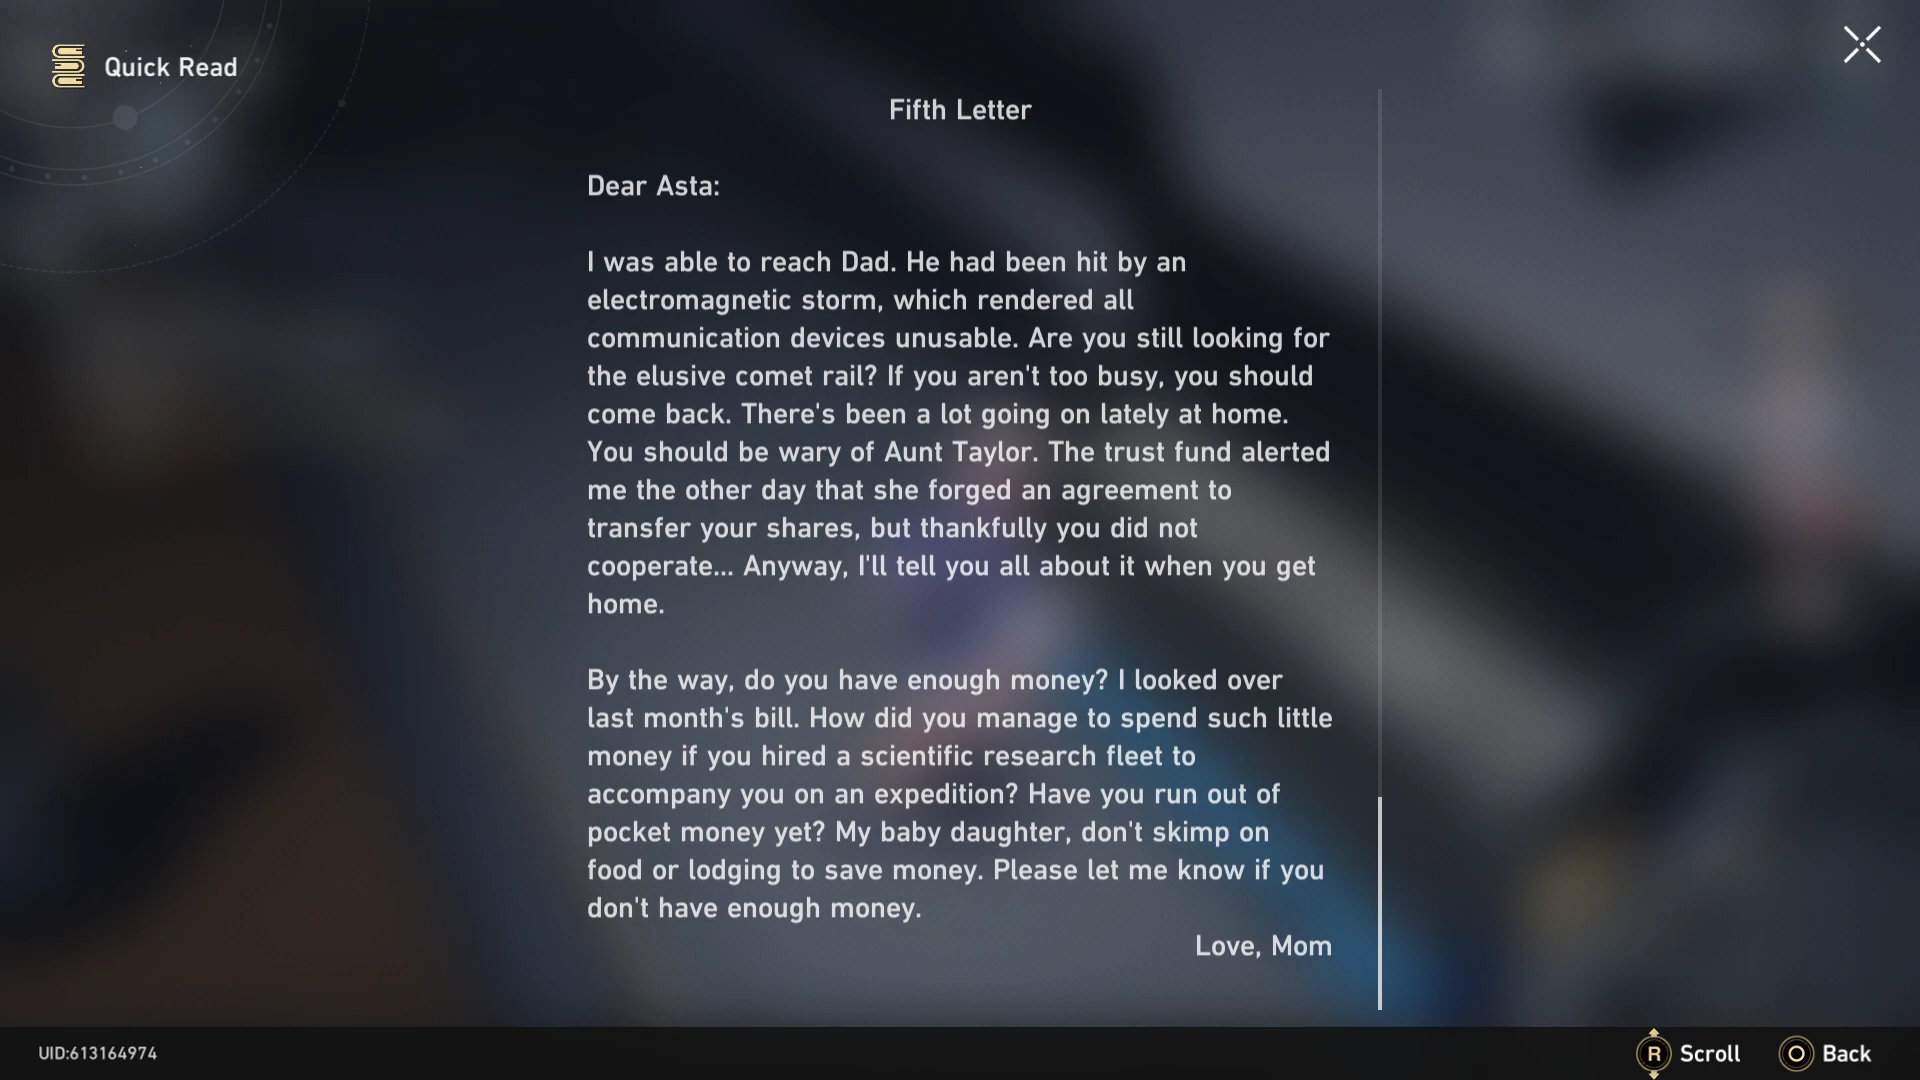 Quick Read
Fifth Letter
Dear Asta:
I was able to reach Dad. He had been hit by an
electromagnetic storm, which rendered all
communication devices unusable. Are you still looking for
the elusive comet rail? If you aren't too busy, you should
come back. There's been a lot going on lately at home.
You should be wary of Aunt Taylor. The trust fund alerted
me the other day that she forged an agreement to
transfer your shares, but thankfully you did not
cooperate... Anyway, I'll tell you all about it when you get
home.
By the way, do you have enough money? I looked over
last month's bill. How did you manage to spend such little
money if you hired a scientific research fleet to
accompany you on an expedition? Have you run out of
pocket money yet? My baby daughter, don't skimp on
food or lodging to save money. Please let me know if you
don't have enough money.
Love, Mom
UID:613164974
R Scroll
Back